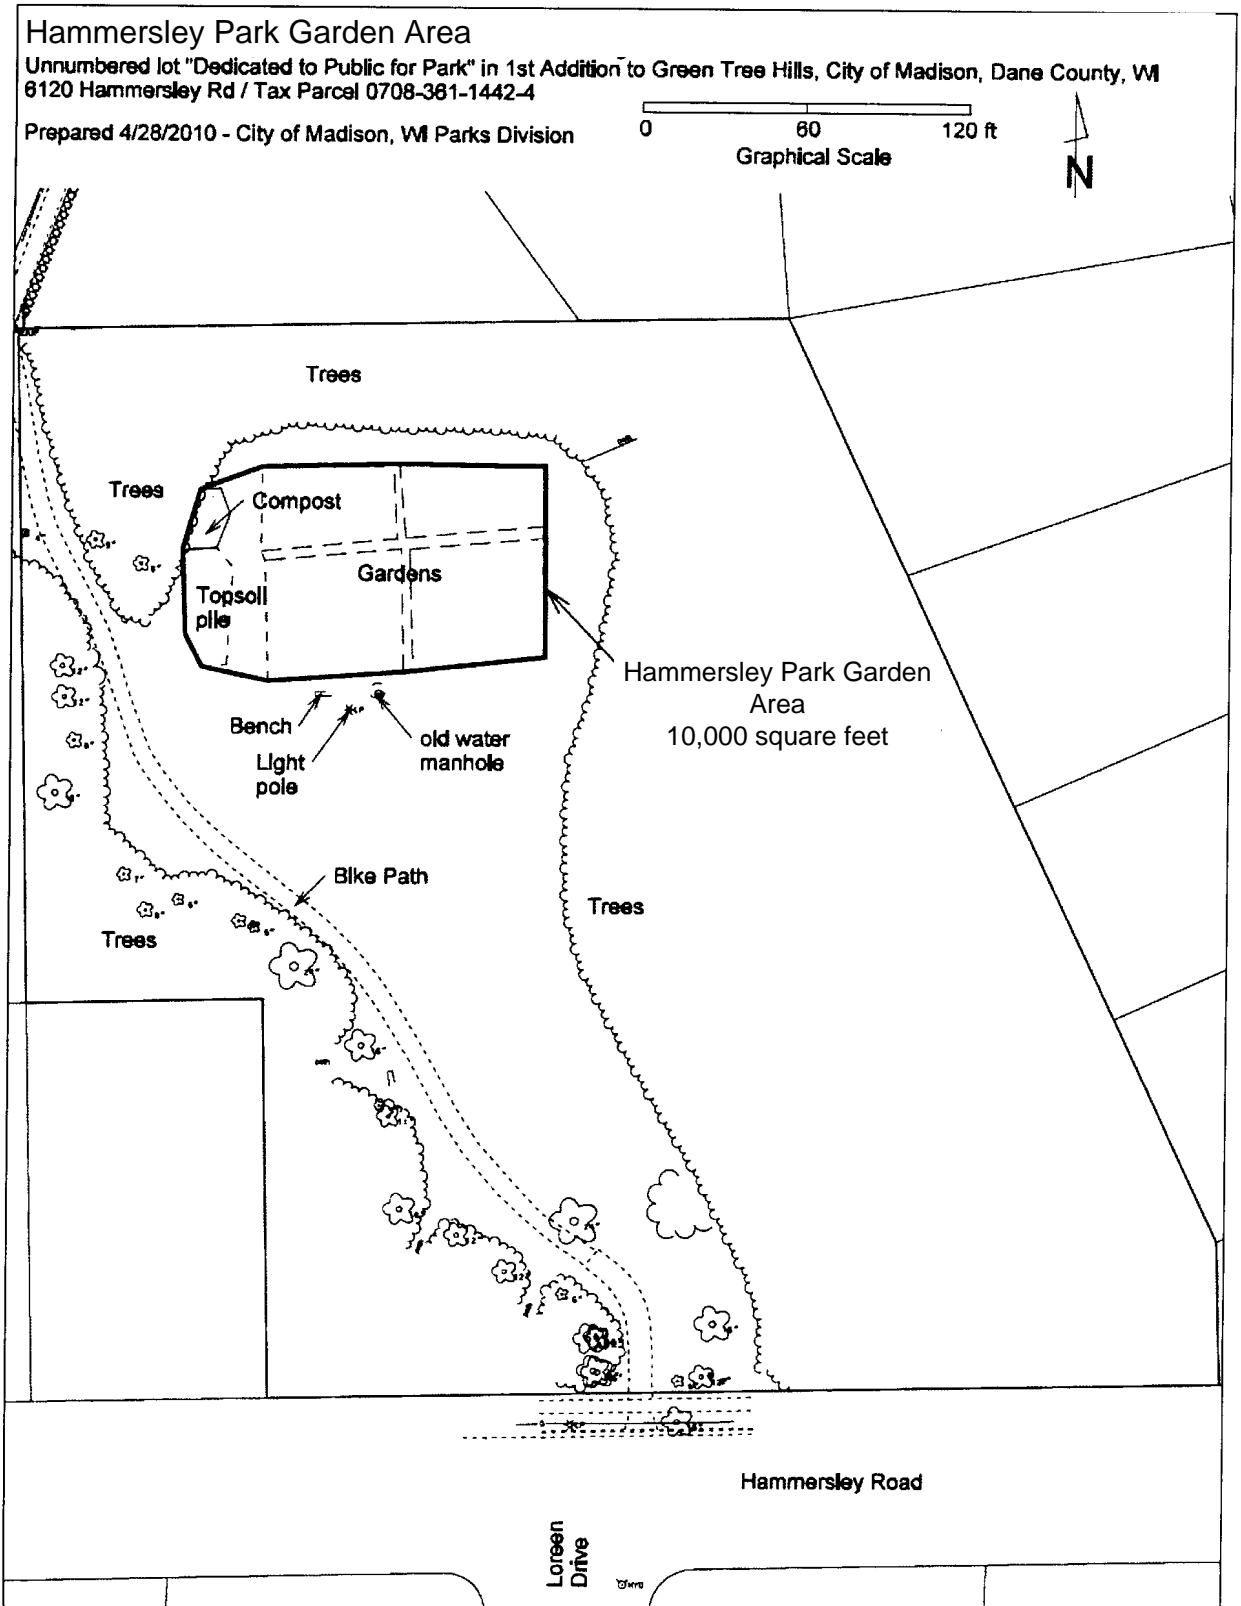 Hammersley Park Garden Area
Unnumbered lot "Dedicated to Public for Park" in 1st Addition to Green Tree Hills, City of Madison, Dane County, WI
6120 Hammersley Rd / Tax Parcel 0708-361-1442-4
Prepared 4/28/2010 - City of Madison, WI Parks Division
0 60 120 ft
Graphical Scale
N
Trees
Trees
Compost
Gardens
Topsoil
pile
Hammersley Park Garden
Area
10,000 square feet
Bench
Light
pole
old water
manhole
Bike Path
Trees
Trees
Hammersley Road
Loreen
Drive